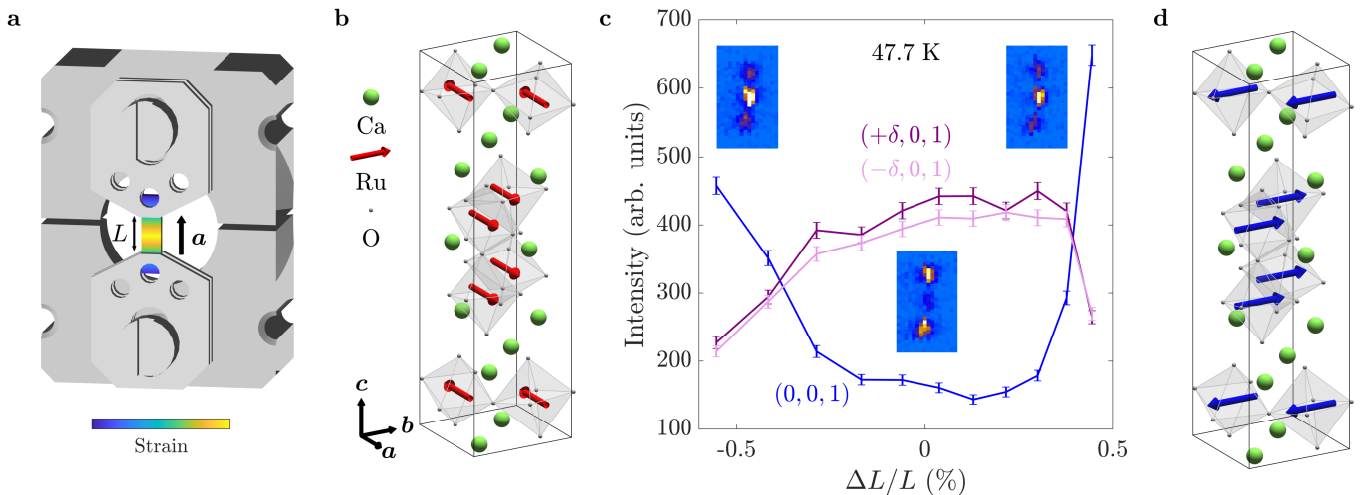 a
L
a
Strain
b
Ca
Ru
O
c
b
a
c
47.7 K
(+δ, 0, 1)
(−δ, 0, 1)
(0, 0, 1)
Intensity (arb. units)
700
600
500
400
300
200
100
-0.5
0
0.5
ΔL/L (%)
d